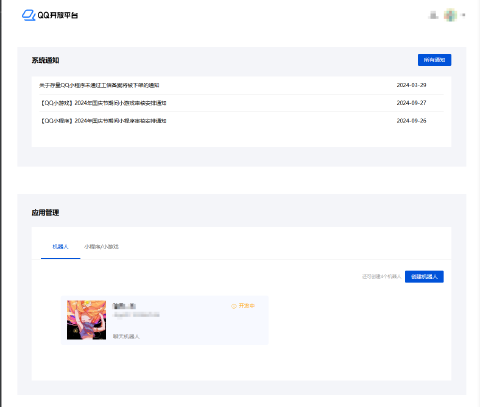 QQ开放平台
系统通知
所有通知
关于存量QQ小程序未通过工信备案将被下架的通知
2024-03-29
【QQ小游戏】2024年国庆节期间小游戏审核安排通知
2024-09-27
【QQ小程序】2024年国庆节期间小程序审核安排通知
2024-09-26
应用管理
机器人
小程序/小游戏
还可创建3个机器人
创建机器人
开发中
聊天机器人